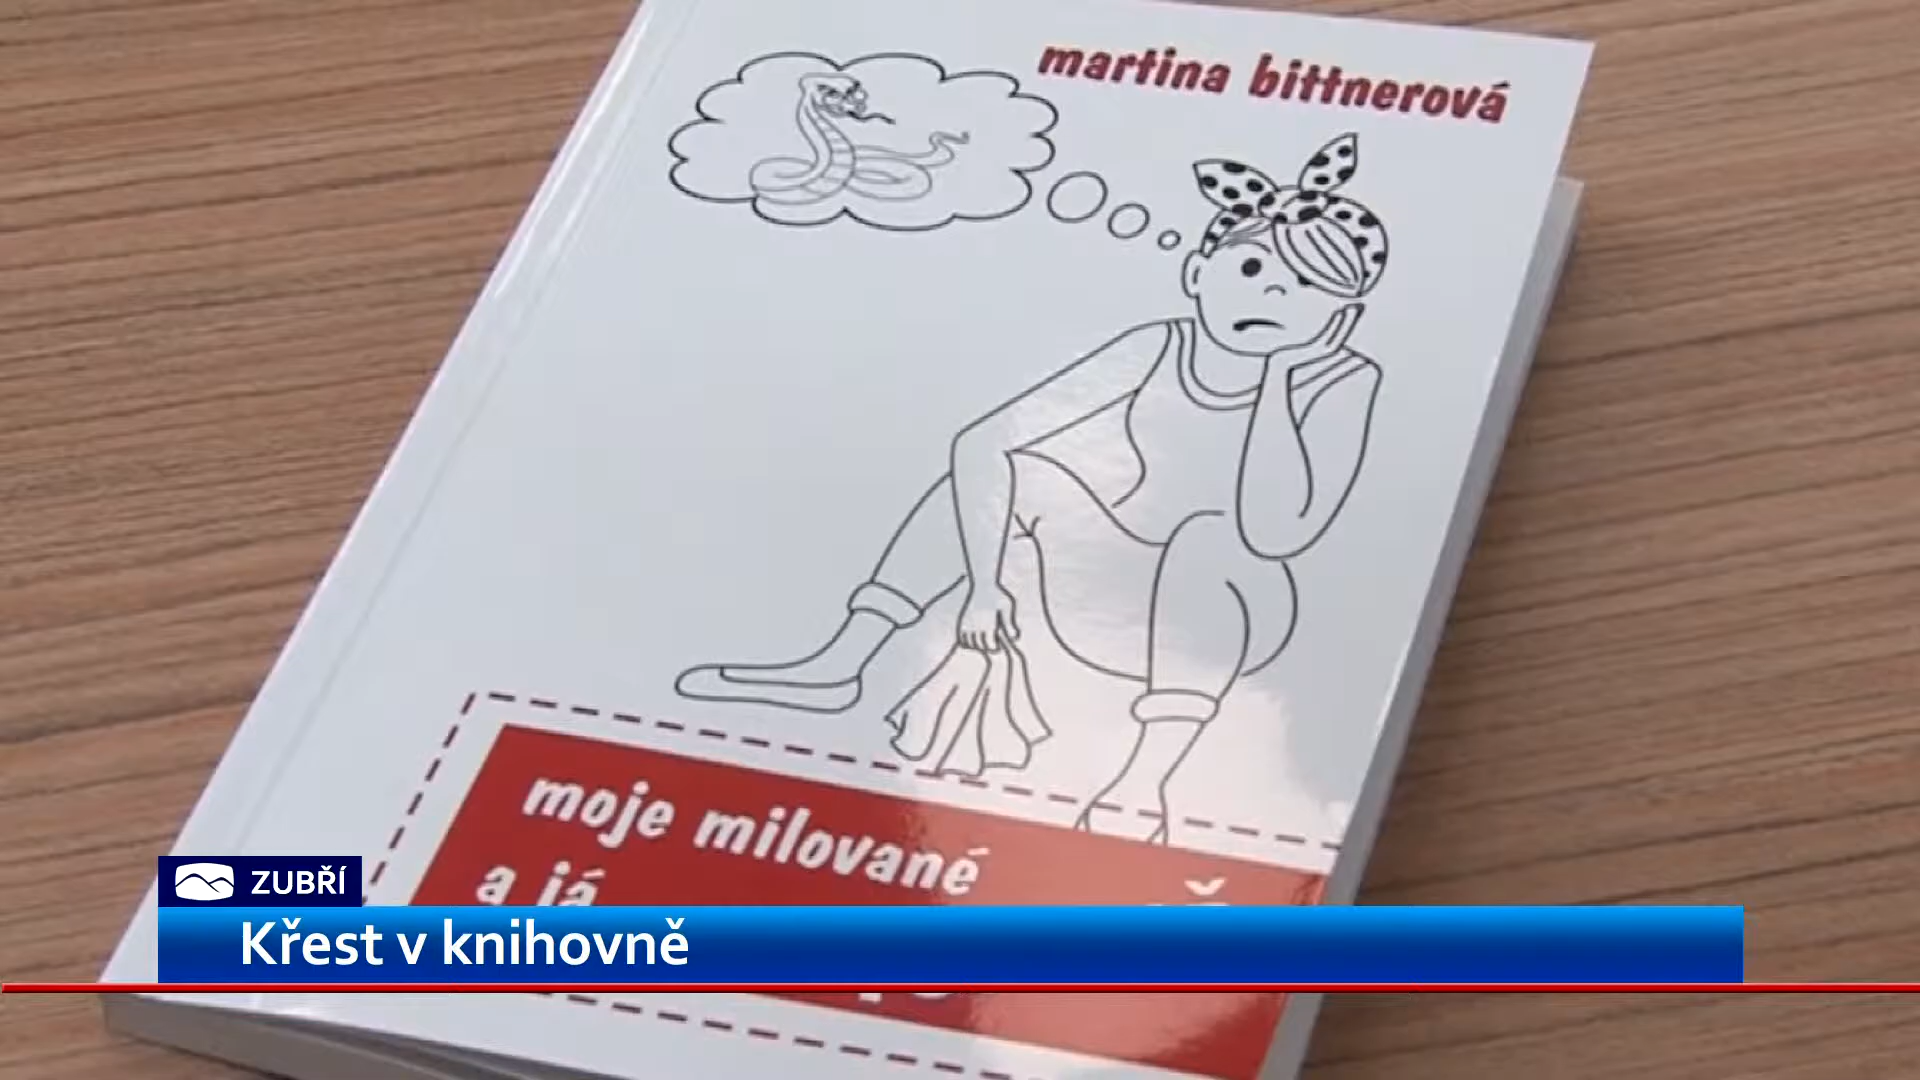 martina bittnerová
moje milované
a já
ZUBŘÍ
Křest v knihovně